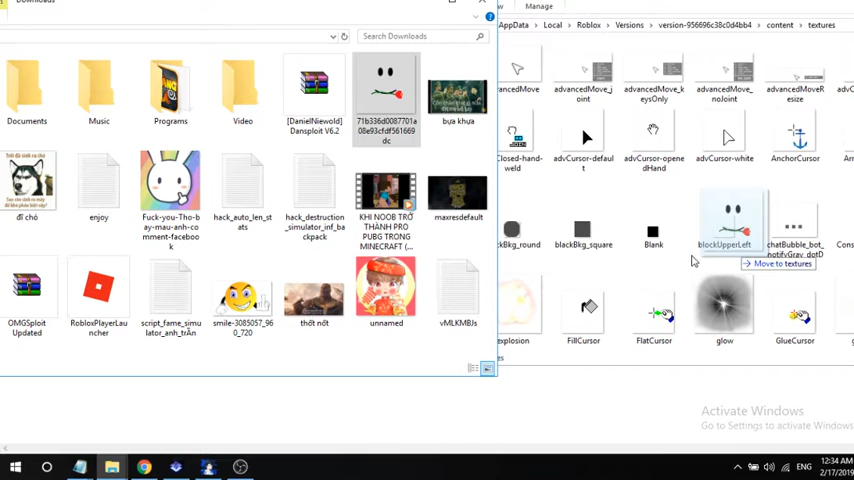 Downloads
Manage
AppData > Local > Roblox > Versions > version-956696c38c0d4bb4 > content > textures
Search Downloads
Documents
Music
Programs
Video
[DanielNiewold]
Dansploit V6.2
71b336d0087701a
08e93cfdf561669
dc
bựa khựa
đĩ chó
enjoy
Fuck-you-Tho-b
ay-mau-anh-co
mment-faceboo
k
hack_auto_len_st
ats
hack_destruction
_simulator_inf_ba
ckpack
KHI NOOB TRỞ
THÀNH PRO
PUBG TRONG
MINECRAFT (...
maxresdefault
OMGSploit
Updated
RobloxPlayerLau
ncher
script_fame_simu
lator_anh_trÃn
smile-3085057_96
0_720
thốt nốt
unnamed
vMLKMBJs
advancedMove
advancedMove_j
oint
advancedMove_k
eysOnly
advancedMove_
noJoint
advancedMoveR
esize
Closed-hand-
weld
advCursor-defaul
t
advCursor-opene
dHand
advCursor-white
AnchorCursor
blackBkg_round
blackBkg_square
Blank
blockUpperLeft
chatBubble_bot_
notifyGray_dotD
Cons
Move to textures
explosion
FillCursor
FlatCursor
glow
GlueCursor
Activate Windows
Go to Settings to activate Windows
ENG
12:34 AM
2/17/2019